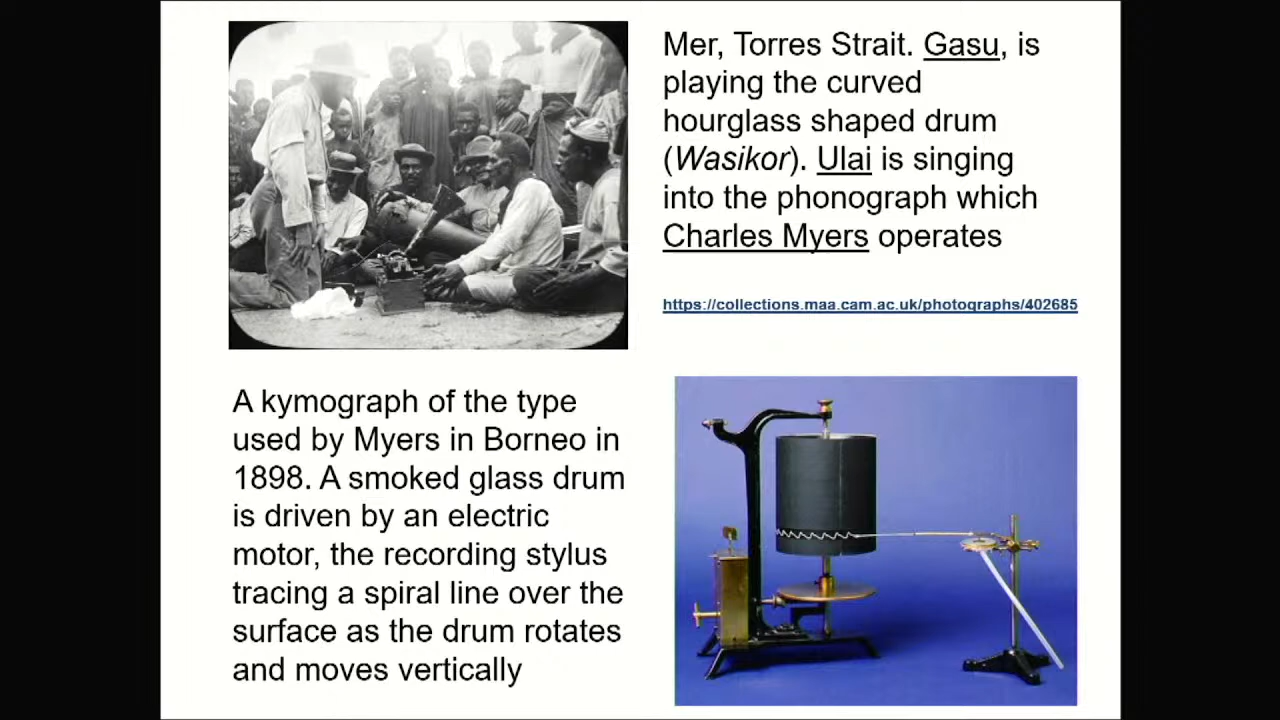 Mer, Torres Strait. Gasu, is
playing the curved
hourglass shaped drum
(Wasikor). Ulai is singing
into the phonograph which
Charles Myers operates
https://collections.maa.cam.ac.uk/photographs/402685
A kymograph of the type
used by Myers in Borneo in
1898. A smoked glass drum
is driven by an electric
motor, the recording stylus
tracing a spiral line over the
surface as the drum rotates
and moves vertically